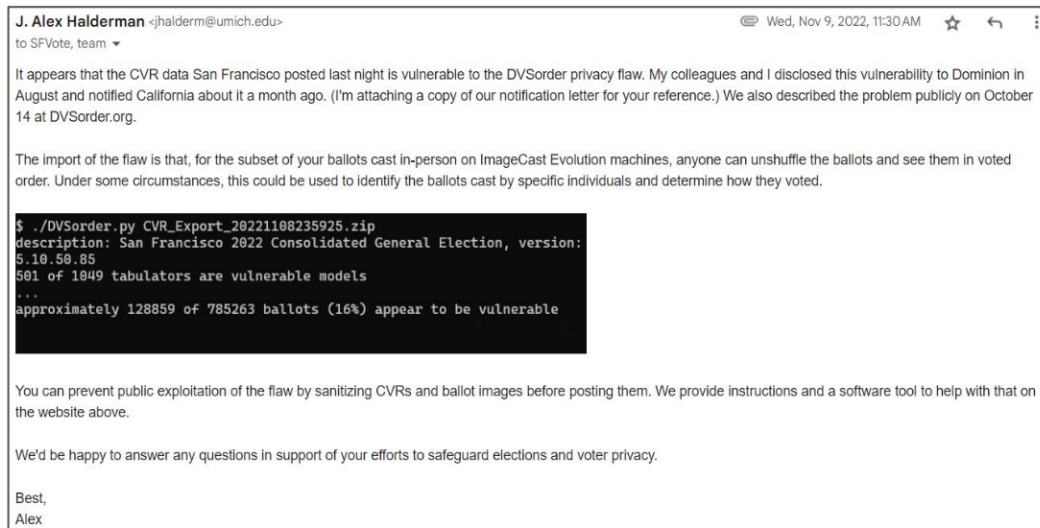 J. Alex Halderman <jhalderm@umich.edu>
Wed, Nov 9, 2022, 11:30 AM
to SFVote, team
It appears that the CVR data San Francisco posted last night is vulnerable to the DVSorder privacy flaw. My colleagues and I disclosed this vulnerability to Dominion in
August and notified California about it a month ago. (I'm attaching a copy of our notification letter for your reference.) We also described the problem publicly on October
14 at DVSorder.org.
The import of the flaw is that, for the subset of your ballots cast in-person on ImageCast Evolution machines, anyone can unshuffle the ballots and see them in voted
order. Under some circumstances, this could be used to identify the ballots cast by specific individuals and determine how they voted.
$ ./DVSorder.py CVR_Export_20221108235925.zip
description: San Francisco 2022 Consolidated General Election, version:
5.10.50.85
501 of 1049 tabulators are vulnerable models
...
approximately 128859 of 785263 ballots (16%) appear to be vulnerable
You can prevent public exploitation of the flaw by sanitizing CVRs and ballot images before posting them. We provide instructions and a software tool to help with that on
the website above.
We'd be happy to answer any questions in support of your efforts to safeguard elections and voter privacy.
Best,
Alex